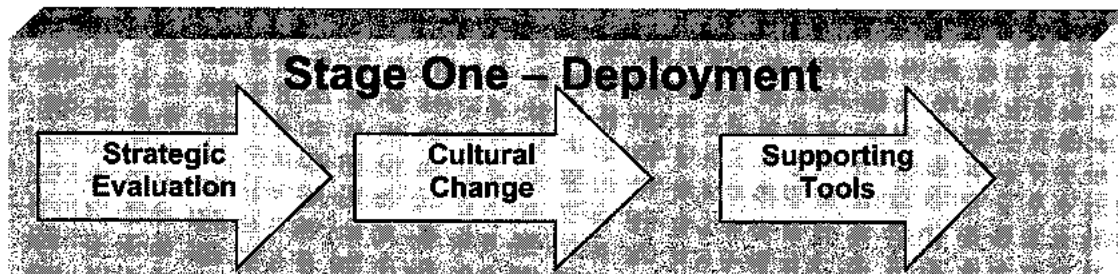 Stage One – Deployment
Strategic
Evaluation
Cultural
Change
Supporting
Tools